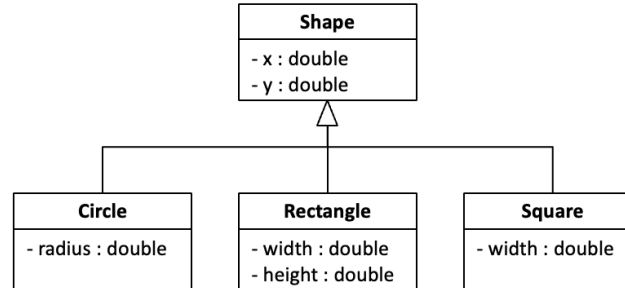 Shape
- x : double
- y : double
Circle
- radius : double
Rectangle
- width : double
- height : double
Square
- width : double